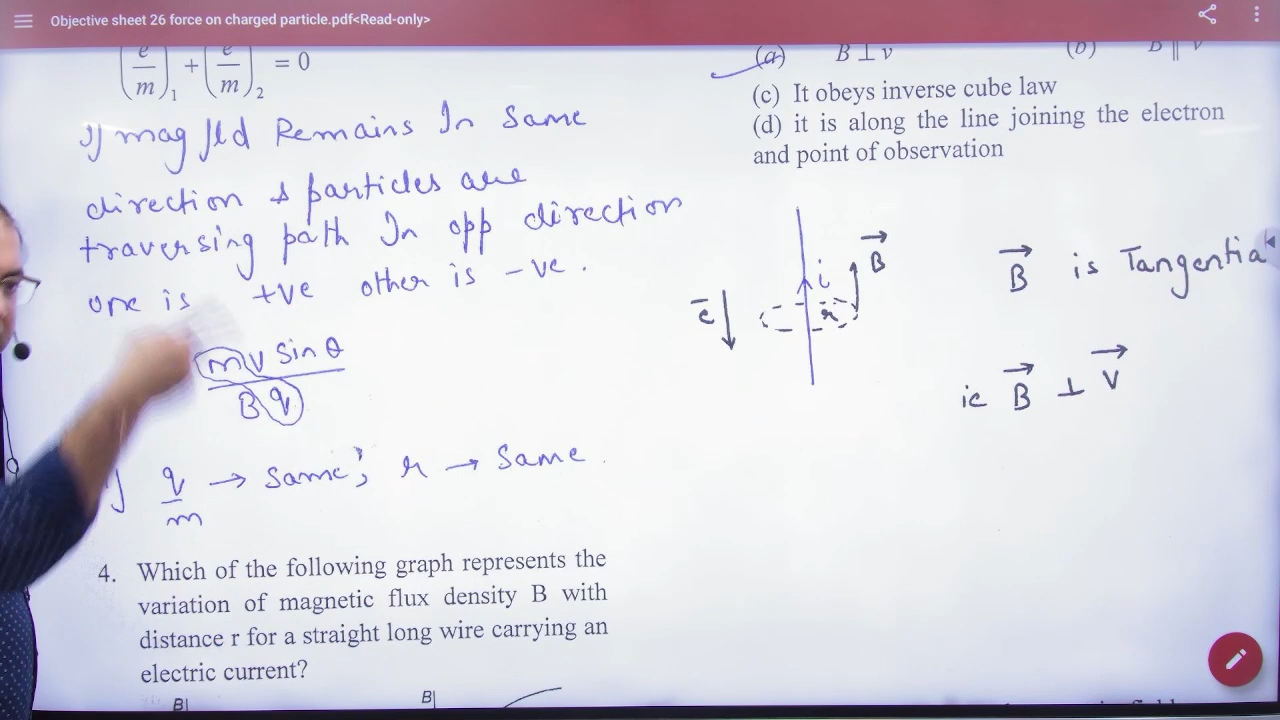 Objective sheet 26 force on charged particle.pdf<Read-only>
(e/m)₁ + (e/m)₂ = 0
If mag fld Remains In Same
direction & particles are
traversing path In opp direction
one is +ve other is -ve.
mv sin θ
B q
q/m → same; r → same.
4. Which of the following graph represents the
variation of magnetic flux density B with
distance r for a straight long wire carrying an
electric current?
B
B
(a) B ⊥ v (b) B || v
(c) It obeys inverse cube law
(d) it is along the line joining the electron
and point of observation
i
r
B
B is Tangentia
ie B ⊥ V